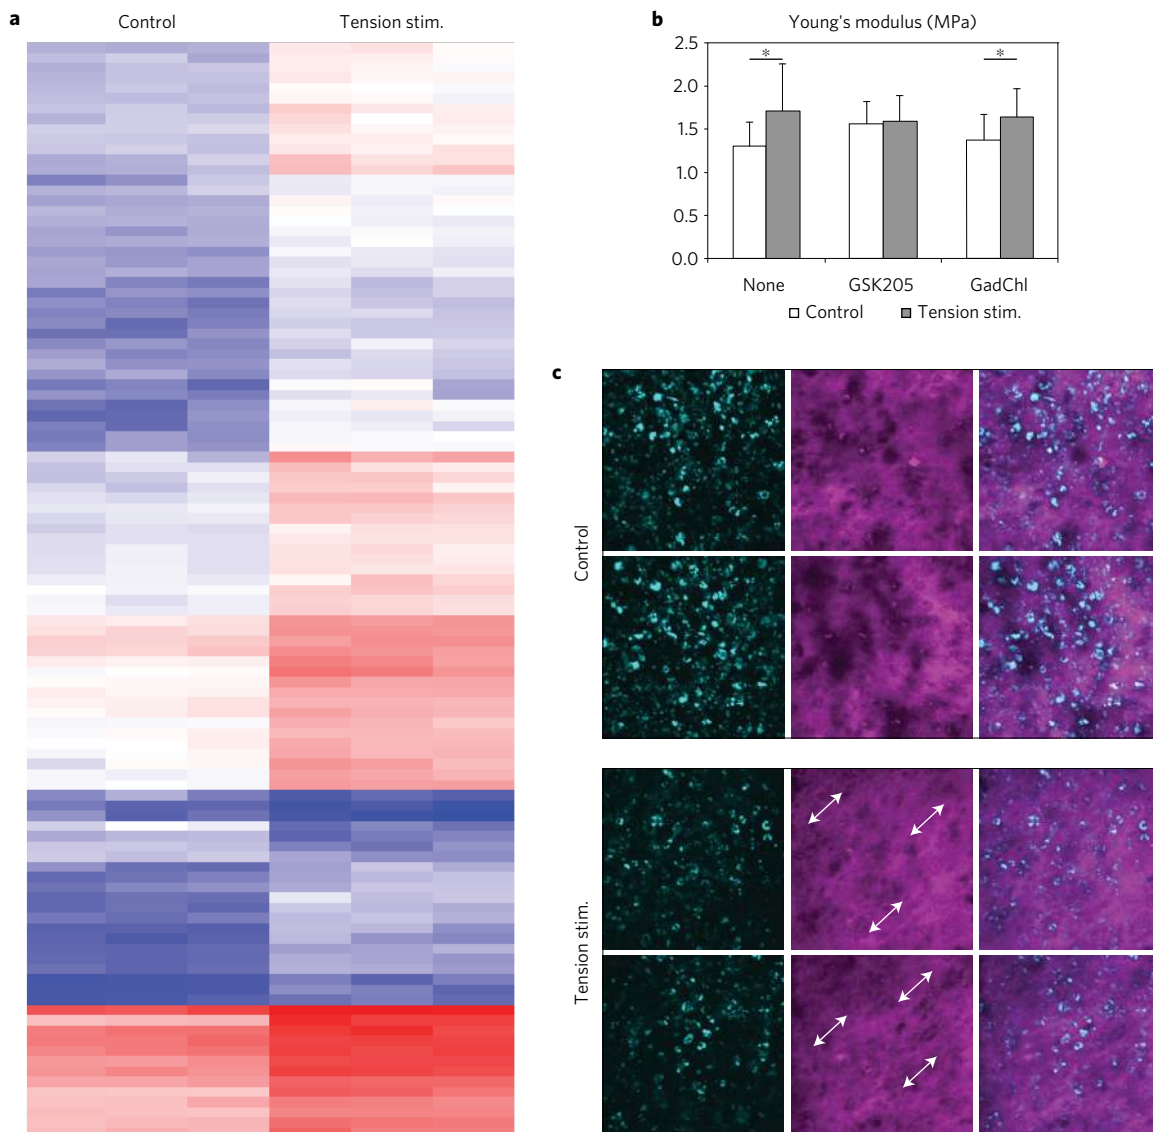 a
Control
Tension stim.
b
Young's modulus (MPa)
2.5
2.0
1.5
1.0
0.5
0.0
*
*
None
GSK205
GadChl
Control
Tension stim.
c
Control
Tension stim.